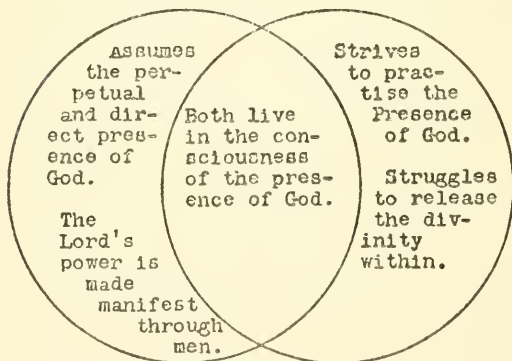 Assumes
the per-
petual
and dir-
ect pres-
ence of
God.
The
Lord's
power is
made
manifest
through
men.
Both live
in the con-
sciousness
of the pres-
ence of God.
Strives
to prac-
tise the
Presence
of God.
Struggles
to release
the div-
inity
within.